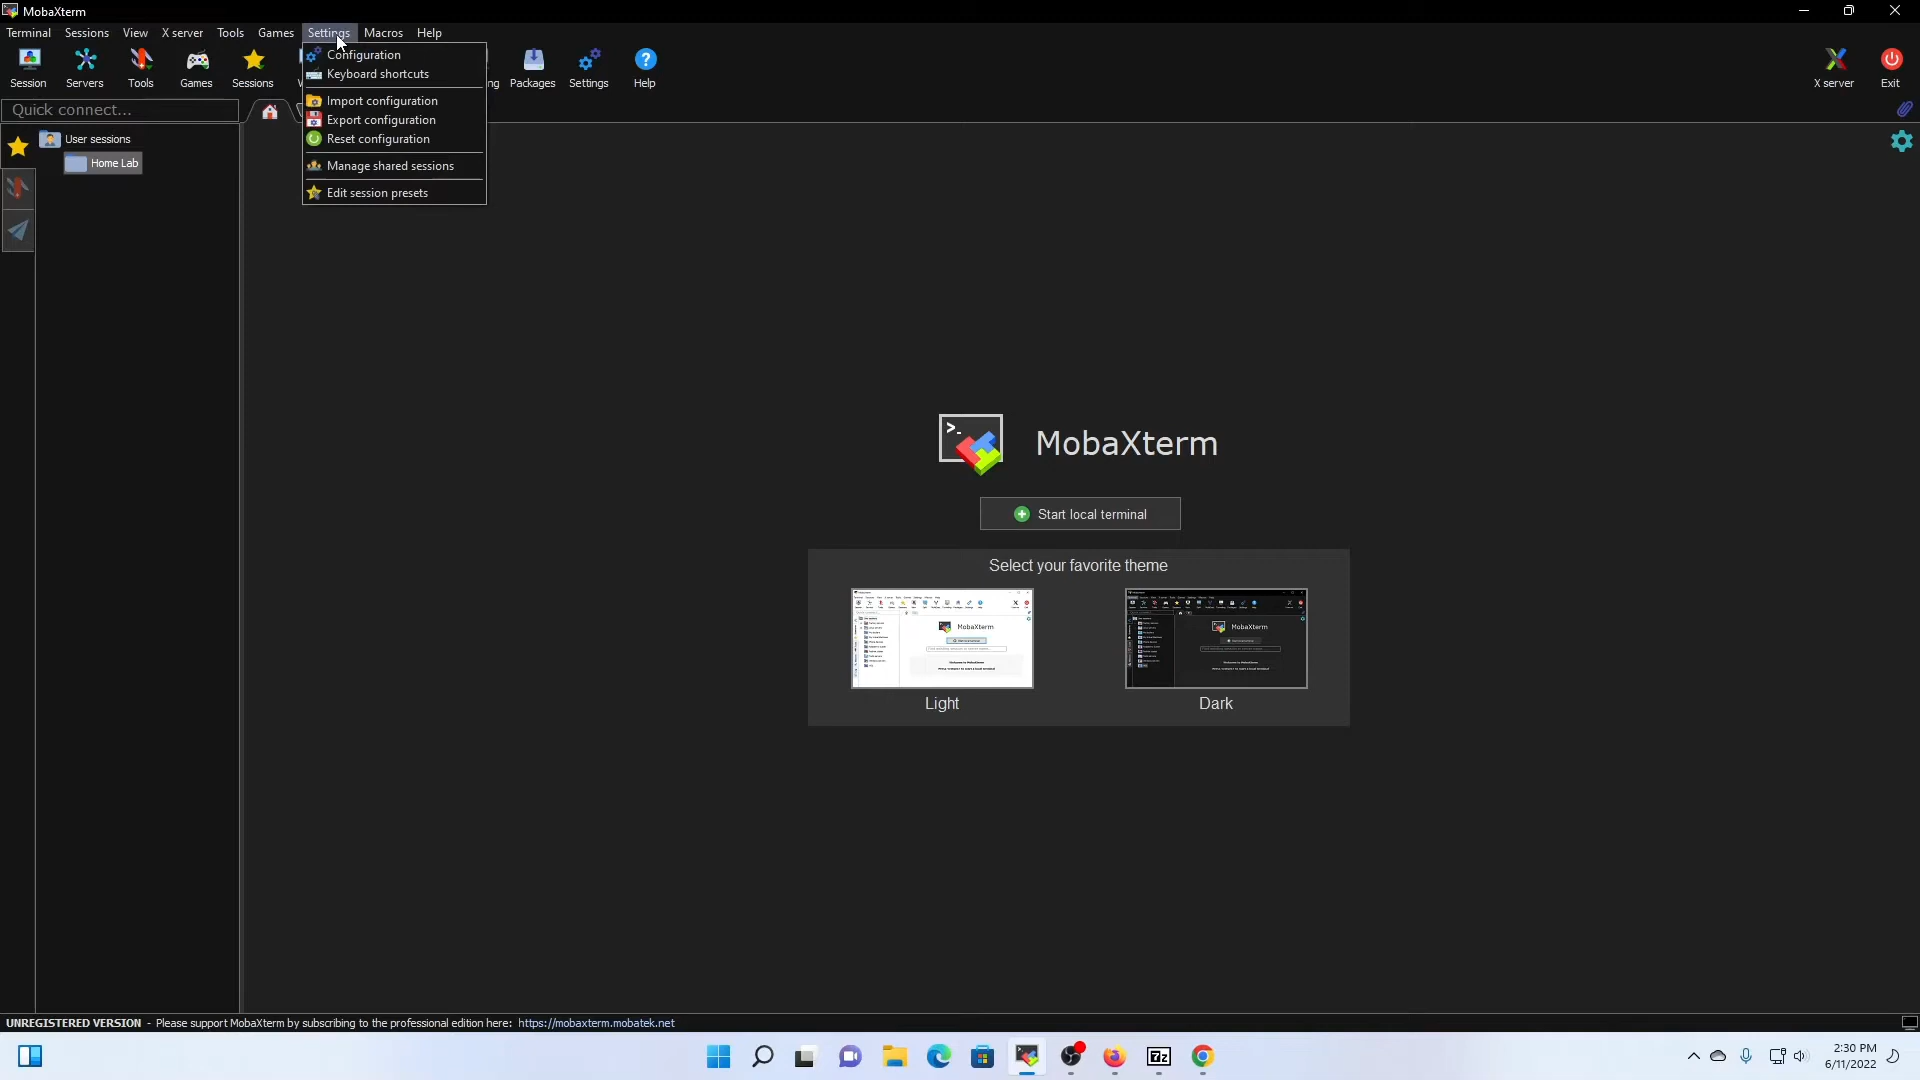 MobaXterm
Terminal Sessions View X server Tools Games Settings Macros Help
Configuration
Keyboard shortcuts
Import configuration
Export configuration
Reset configuration
Manage shared sessions
Edit session presets
Session Servers Tools Games Sessions Packages Settings Help X server Exit
Quick connect...
User sessions
Home Lab
MobaXterm
Start local terminal
Select your favorite theme
MobaXterm
MobaXterm
Light Dark
UNREGISTERED VERSION - Please support MobaXterm by subscribing to the professional edition here: https://mobaxterm.mobatek.net
7z
2:30 PM
6/11/2022